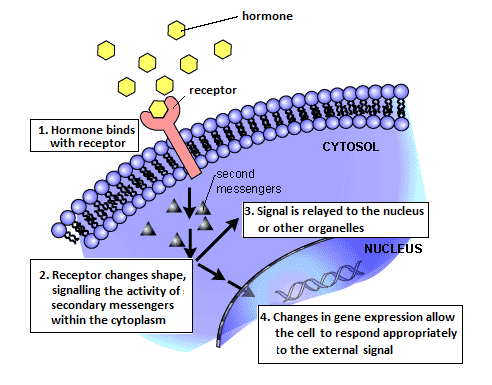 hormone
receptor
1. Hormone binds
with receptor
CYTOSOL
second
messengers
3. Signal is relayed to the nucleus
or other organelles
NUCLEUS
2. Receptor changes shape,
signalling the activity of
secondary messengers
within the cytoplasm
4. Changes in gene expression allow
the cell to respond appropriately
to the external signal